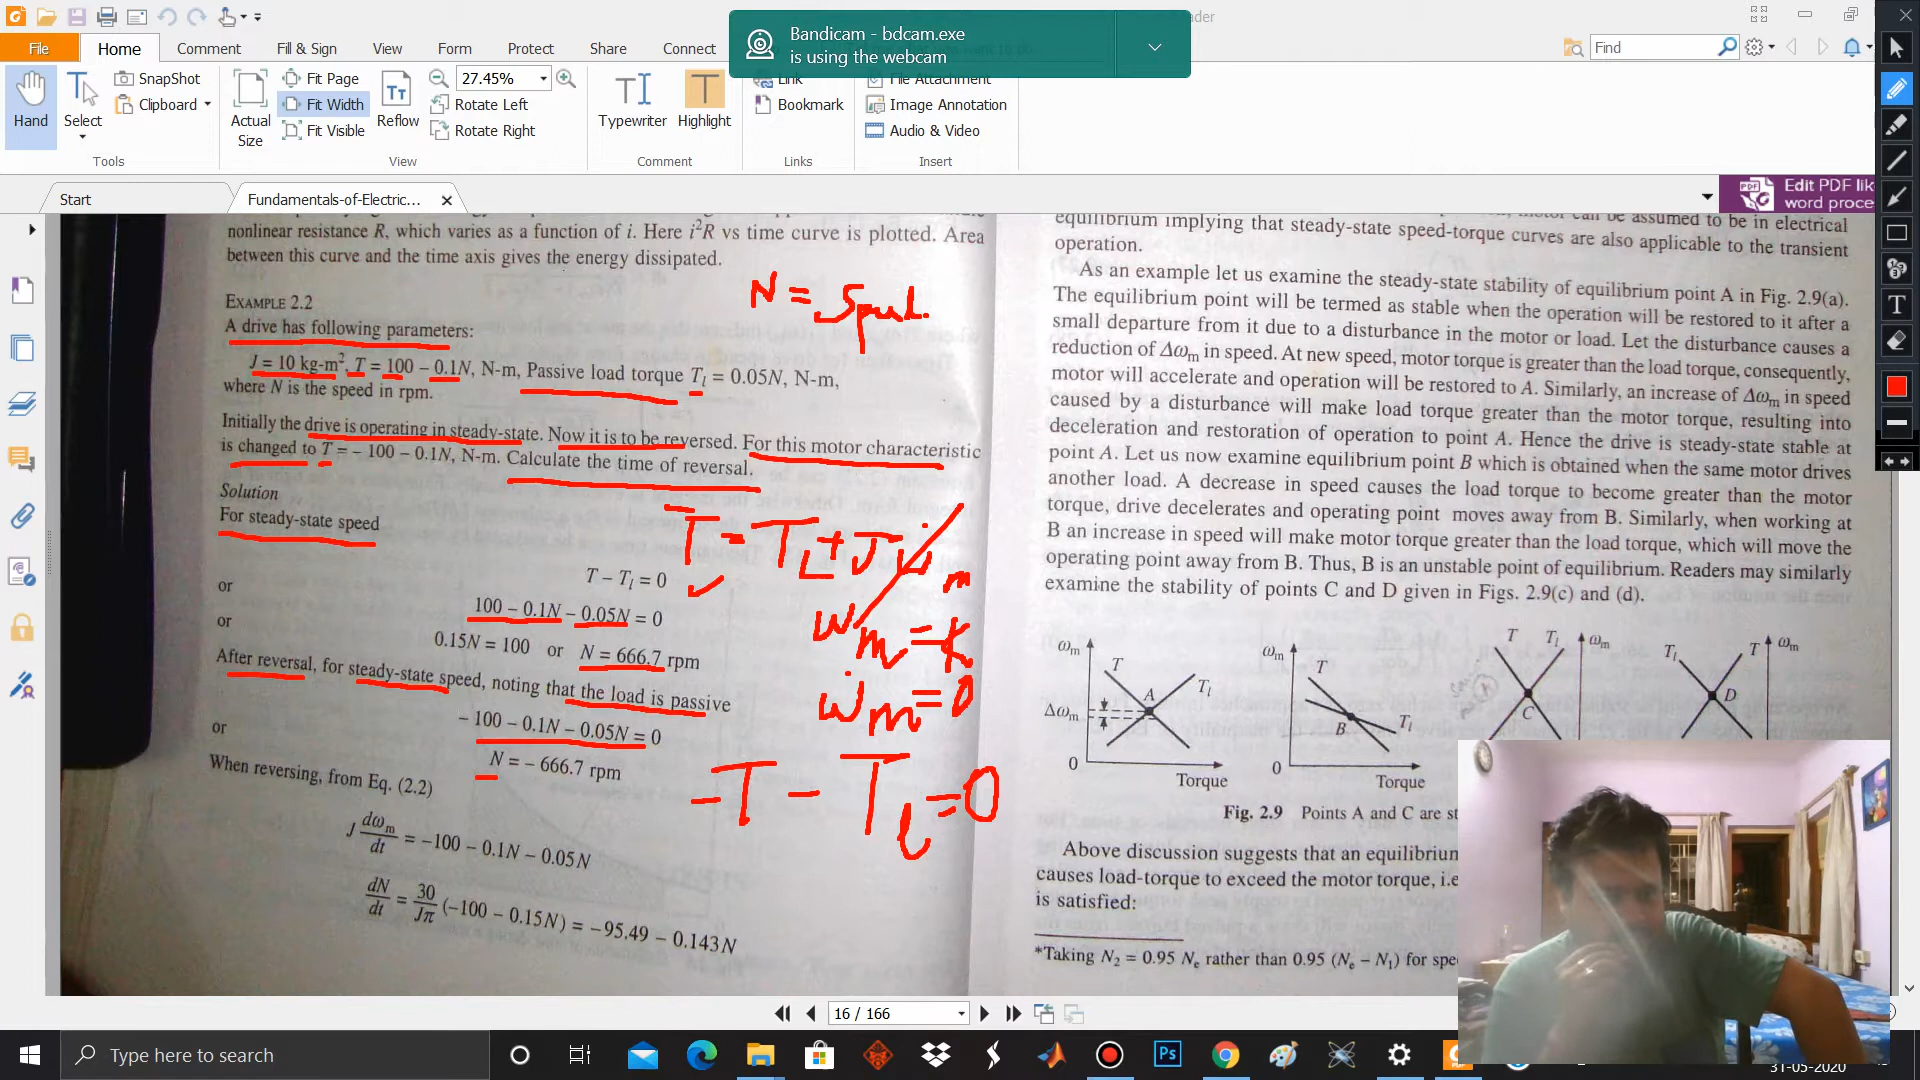 Bandicam - bdcam.exe
is using the webcam
File
Home
Comment
Fill & Sign
View
Form
Protect
Share
Connect
Find
Hand
Select
SnapShot
Clipboard
Tools
Actual
Size
Fit Page
Fit Width
Fit Visible
Reflow
27.45%
Rotate Left
Rotate Right
View
Typewriter
Highlight
Comment
Link
Bookmark
Links
File Attachment
Image Annotation
Audio & Video
Insert
Start
Fundamentals-of-Electric...
Edit PDF lik
word proce
nonlinear resistance R, which varies as a function of i. Here i²R vs time curve is plotted. Area
between this curve and the time axis gives the energy dissipated.
EXAMPLE 2.2
A drive has following parameters:
J = 10 kg-m², T = 100 – 0.1N, N-m, Passive load torque Tl = 0.05N, N-m,
where N is the speed in rpm.
Initially the drive is operating in steady-state. Now it is to be reversed. For this motor characteristic
is changed to T = – 100 – 0.1N, N-m. Calculate the time of reversal.
Solution
For steady-state speed
T – Tl = 0
or
100 – 0.1N – 0.05N = 0
or
0.15N = 100 or N = 666.7 rpm
After reversal, for steady-state speed, noting that the load is passive
– 100 – 0.1N – 0.05N = 0
or
N = – 666.7 rpm
When reversing, from Eq. (2.2)
J dωm/dt = –100 – 0.1N – 0.05N
dN/dt = 30/Jπ (–100 – 0.15N) = –95.49 – 0.143N
N =
T = TL + J ω̇m
ωm = K
ω̇m = 0
T – Tl = 0
equilibrium implying that steady-state speed-torque curves are also applicable to the transient
operation.
As an example let us examine the steady-state stability of equilibrium point A in Fig. 2.9(a).
The equilibrium point will be termed as stable when the operation will be restored to it after a
small departure from it due to a disturbance in the motor or load. Let the disturbance causes a
reduction of Δωm in speed. At new speed, motor torque is greater than the load torque, consequently,
motor will accelerate and operation will be restored to A. Similarly, an increase of Δωm in speed
caused by a disturbance will make load torque greater than the motor torque, resulting into
deceleration and restoration of operation to point A. Hence the drive is steady-state stable at
point A. Let us now examine equilibrium point B which is obtained when the same motor drives
another load. A decrease in speed causes the load torque to become greater than the motor
torque, drive decelerates and operating point moves away from B. Similarly, when working at
B an increase in speed will make motor torque greater than the load torque, which will move the
operating point away from B. Thus, B is an unstable point of equilibrium. Readers may similarly
examine the stability of points C and D given in Figs. 2.9(c) and (d).
ωm
T
A
Tl
Δωm
0
Torque
ωm
T
B
Tl
0
Torque
T
Tl
ωm
C
Tl
T
ωm
D
Fig. 2.9 Points A and C are st
Above discussion suggests that an equilibrium
causes load-torque to exceed the motor torque, i.e
is satisfied:
*Taking N2 = 0.95 Ne rather than 0.95 (Ne – N1) for spe
16 / 166
Type here to search
31-05-2020